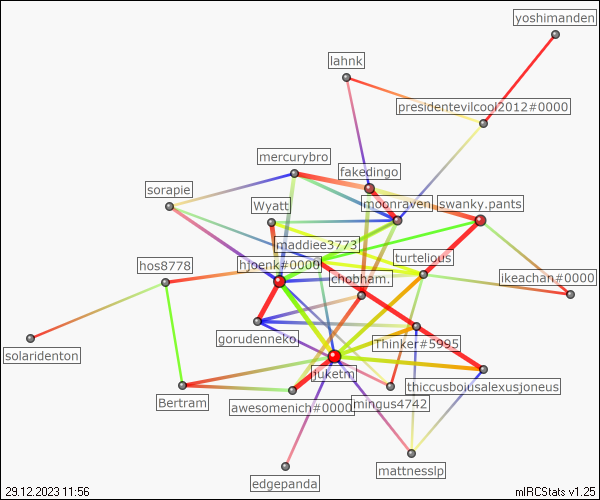 yoshimanden
lahnk
presidentevilcool2012#0000
mercurybro
fakedingo
sorapie
Wyatt
moonraven
swanky.pants
maddiee3773
hos8778
hjoenk#0000
chobham.
turtelious
ikeachan#0000
gorudenneko
Thinker#5995
solaridenton
juketm
thiccusboiusalexusjoneus
Bertram
awesomenich#0000
mingus4742
mattnesslp
edgepanda
29.12.2023 11:56
mIRCStats v1.25